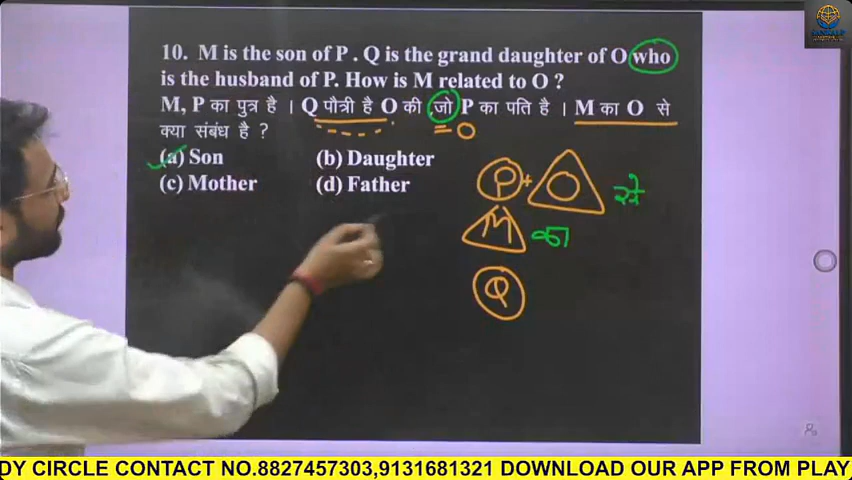 10. M is the son of P . Q is the grand daughter of O who
is the husband of P. How is M related to O ?
M, P का पुत्र है । Q पौत्री है O की ,जो P का पति है । M का O से
क्या संबंध है ?
= O
(a) Son (b) Daughter
(c) Mother (d) Father
P + O से
M का
Q
DY CIRCLE CONTACT NO.8827457303,9131681321 DOWNLOAD OUR APP FROM PLAY